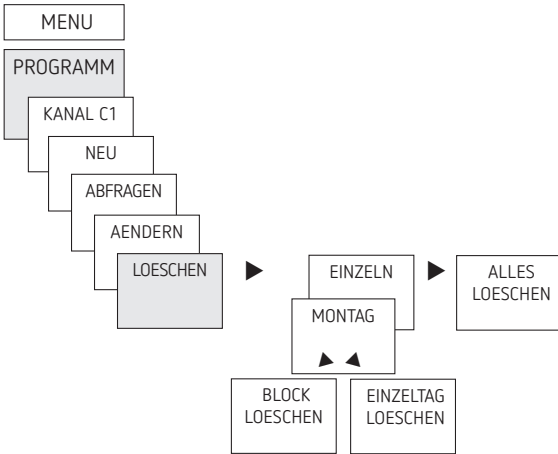 MENU
PROGRAMM
KANAL C1
NEU
ABFRAGEN
AENDERN
LOESCHEN
EINZELN
MONTAG
ALLES
LOESCHEN
BLOCK
LOESCHEN
EINZELTAG
LOESCHEN